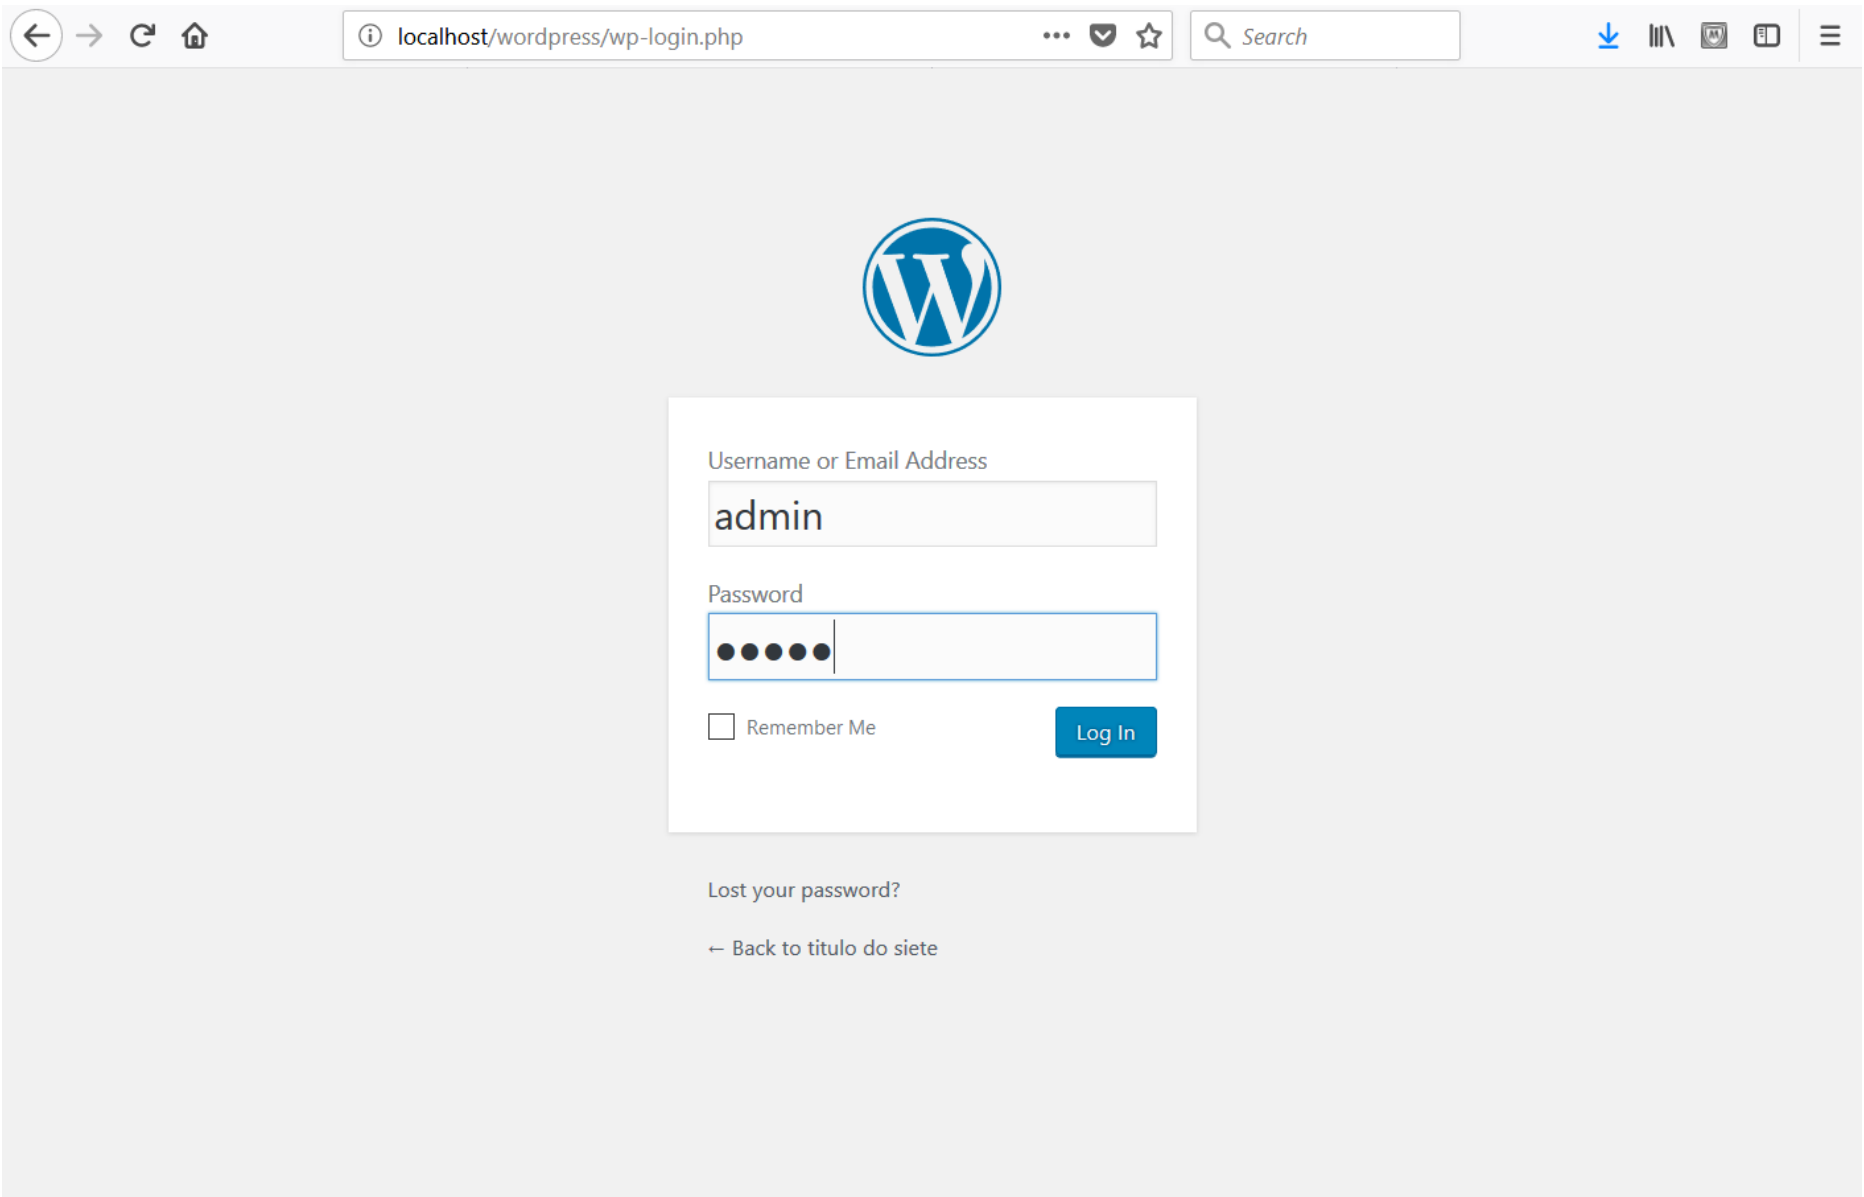 localhost/wordpress/wp-login.php
Search
Username or Email Address
admin
Password
●●●●●
Remember Me
Log In
Lost your password?
← Back to titulo do siete